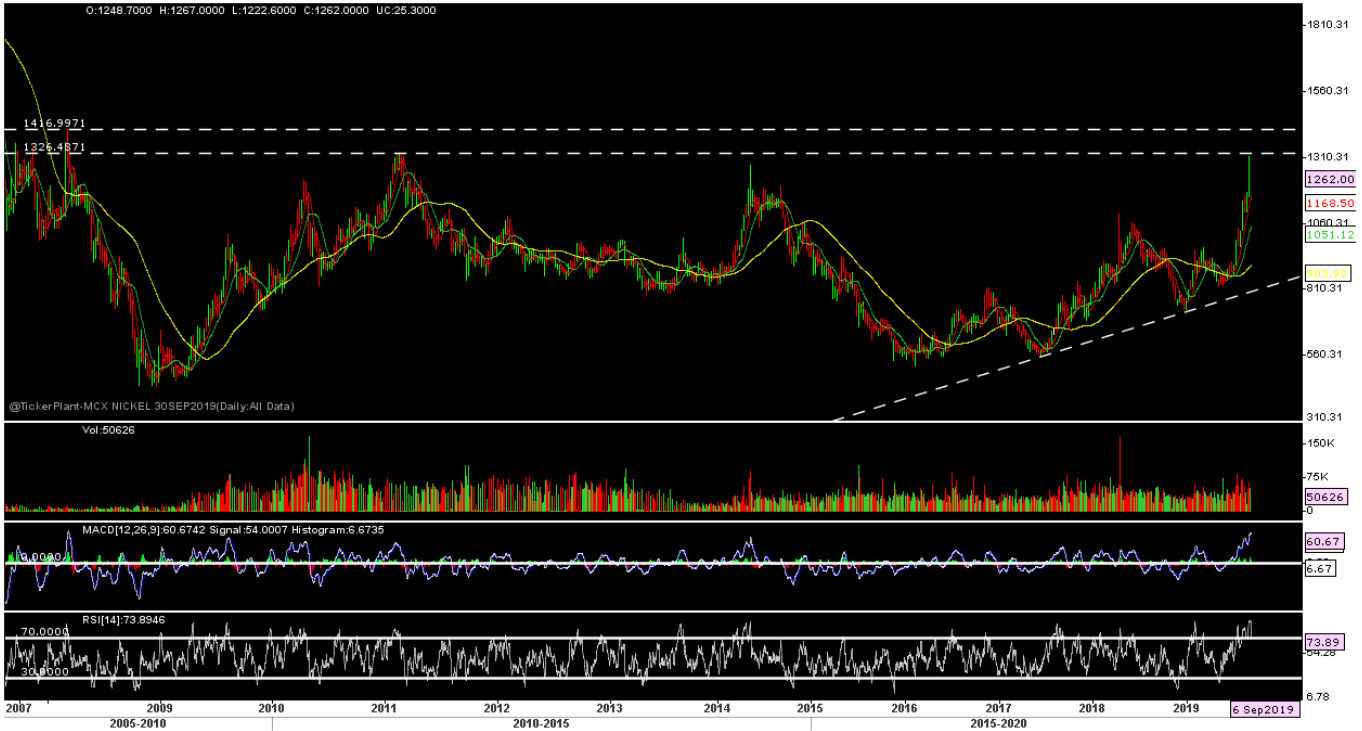 O:1248.7000 H:1267.0000 L:1222.6000 C:1262.0000 UC:25.3000
1810.31
1560.31
1416.9971
1326.4871
1310.31
1262.00
1168.50
1060.31
1051.12
903.90
810.31
560.31
@TickerPlant-MCX NICKEL 30SEP2019(Daily:All Data)
310.31
Vol:50626
150K
75K
50626
0
MACD[12,26,9]:60.6742 Signal:54.0007 Histogram:6.6735
60.67
0.0000
6.67
RSI[14]:73.8946
70.0000
73.89
54.28
30.0000
6.78
2007 2009 2010 2011 2012 2013 2014 2015 2016 2017 2018 2019 6 Sep2019
2005-2010 2010-2015 2015-2020